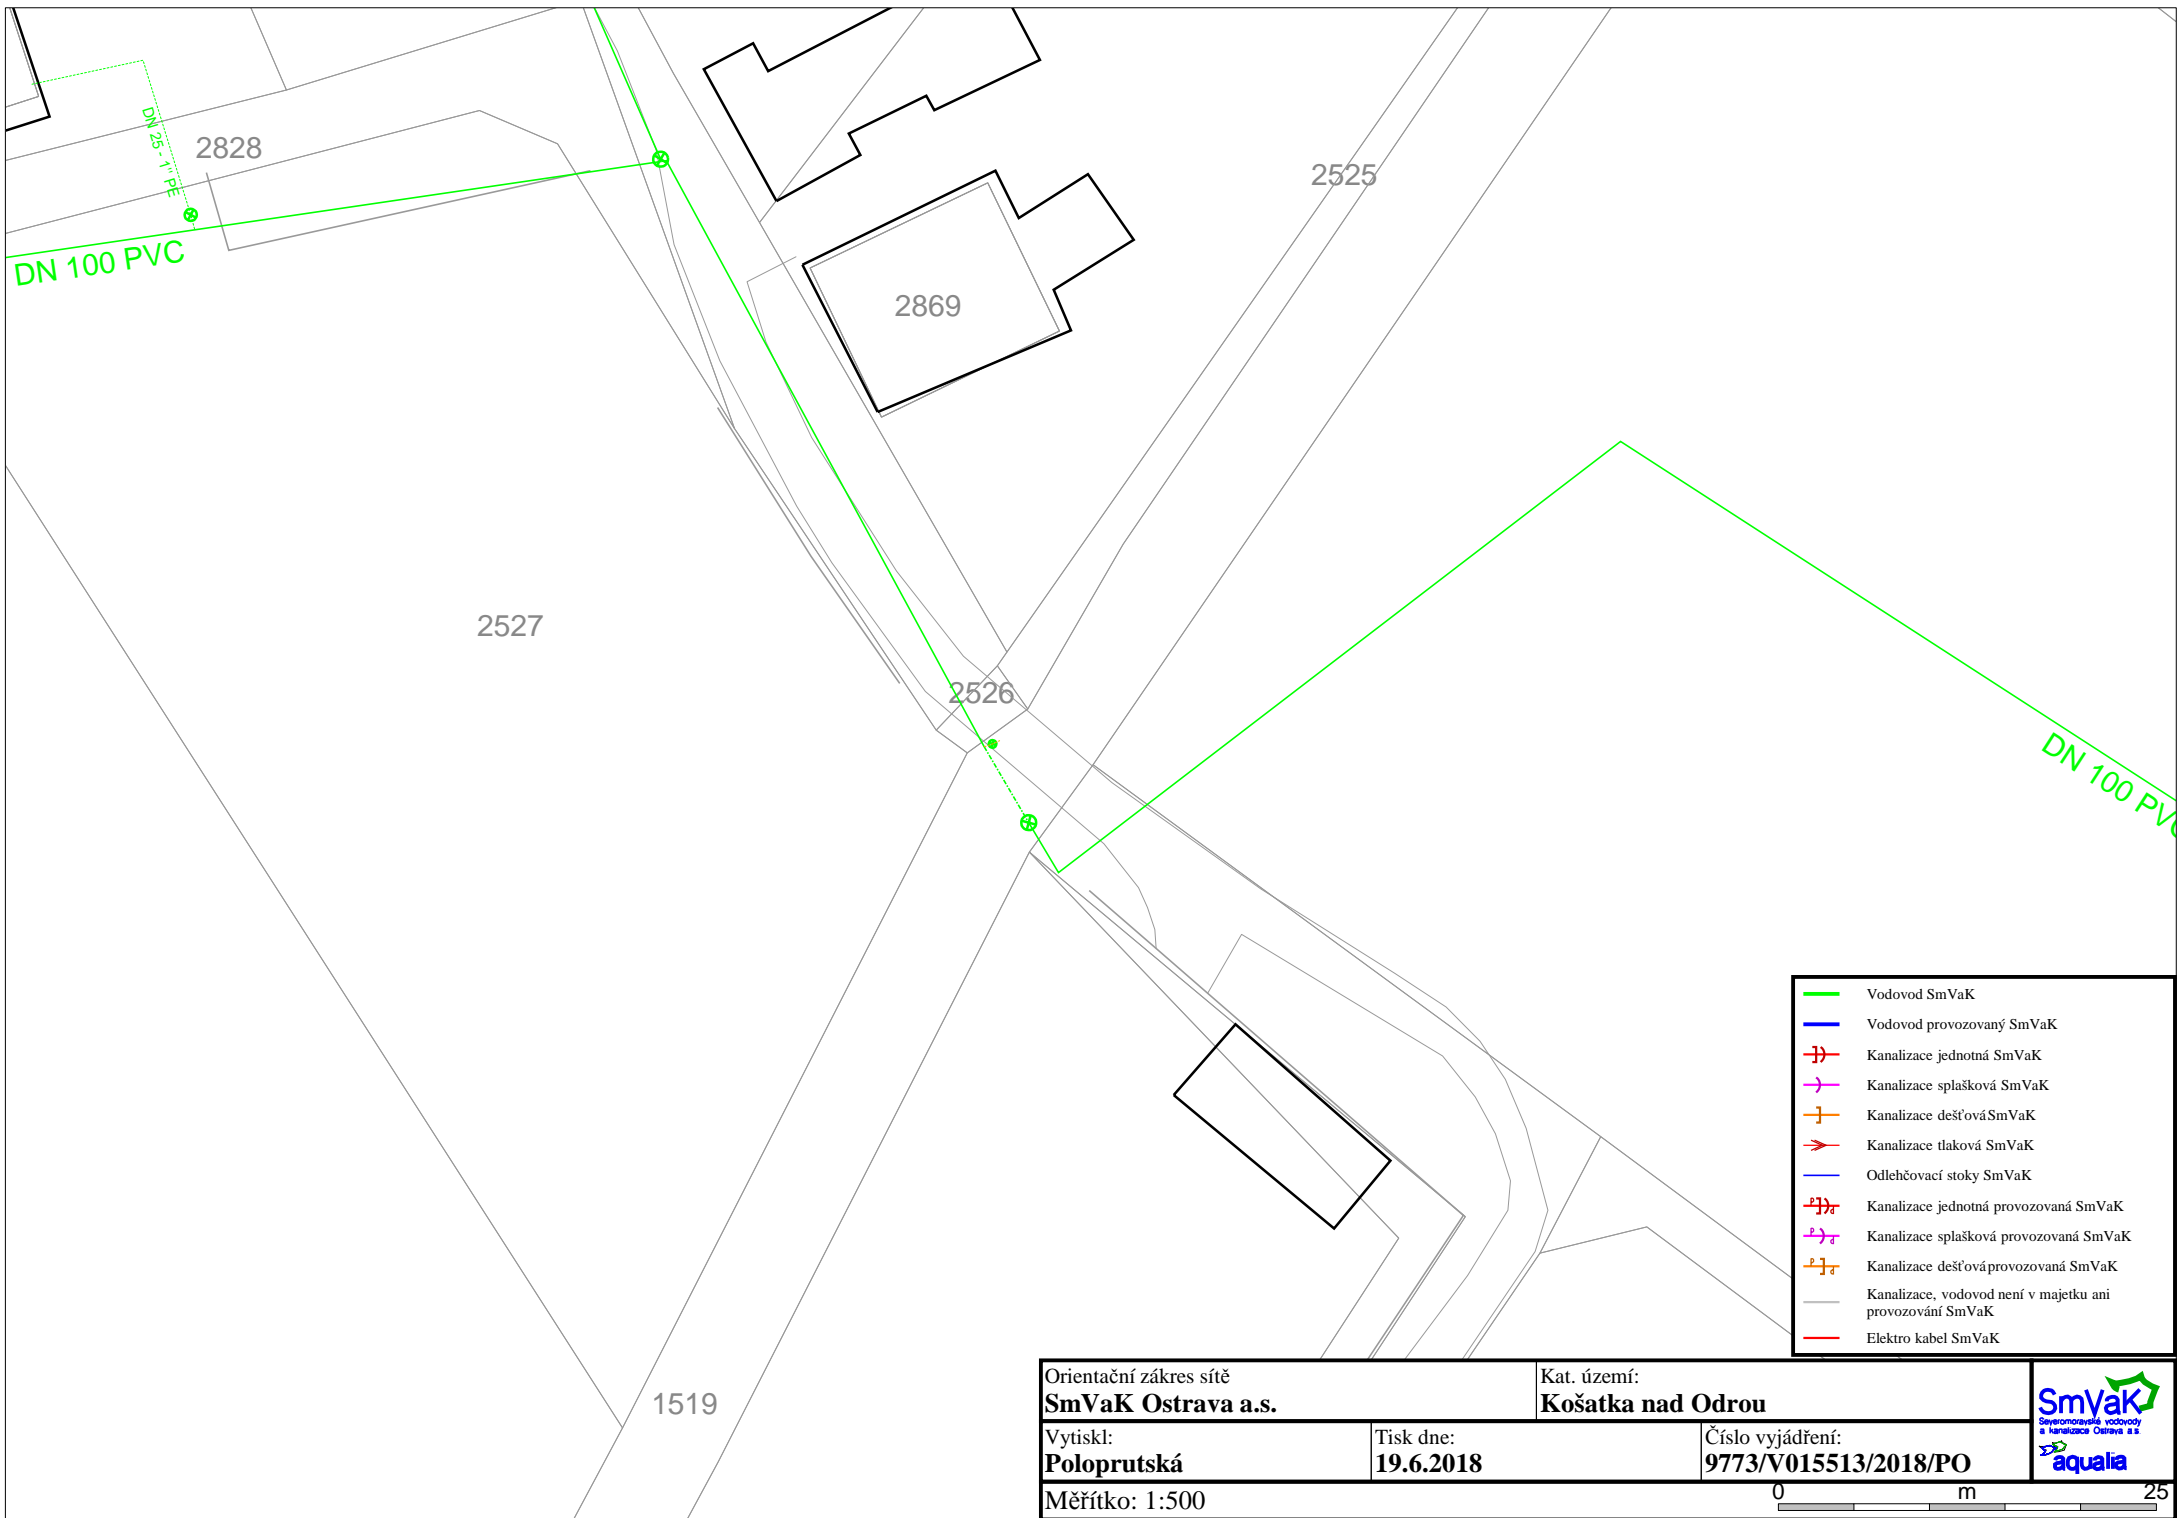 DN 25 - 1" PE
2828
DN 100 PVC
2525
2869
2527
2526
DN 100 PVC
1519
Vodovod SmVaK
Vodovod provozovaný SmVaK
Kanalizace jednotná SmVaK
Kanalizace splašková SmVaK
Kanalizace dešťová SmVaK
Kanalizace tlaková SmVaK
Odlehčovací stoky SmVaK
Kanalizace jednotná provozovaná SmVaK
Kanalizace splašková provozovaná SmVaK
Kanalizace dešťová provozovaná SmVaK
Kanalizace, vodovod není v majetku ani
provozování SmVaK
Elektro kabel SmVaK
Orientační zákres sítě
SmVaK Ostrava a.s.
Kat. území:
Košatka nad Odrou
Vytiskl:
Poloprutská
Tisk dne:
19.6.2018
Číslo vyjádření:
9773/V015513/2018/PO
SmVaK
Severomoravské vodovody
a kanalizace Ostrava a.s.
aqualia
Měřítko: 1:500
0 m 25